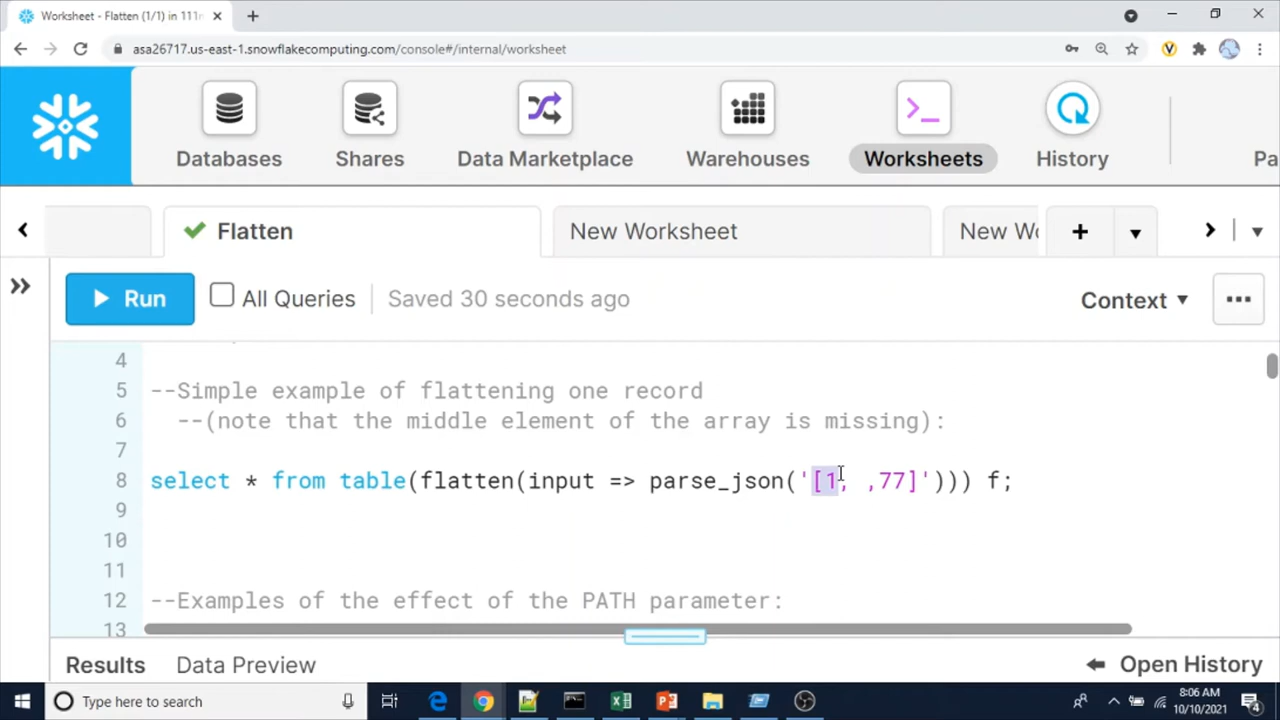 Worksheet - Flatten (1/1) in 111
asa26717.us-east-1.snowflakecomputing.com/console#/internal/worksheet
Databases
Shares
Data Marketplace
Warehouses
Worksheets
History
Pa
Flatten
New Worksheet
New Wo
Run
All Queries
Saved 30 seconds ago
Context
4
5 --Simple example of flattening one record
6 --(note that the middle element of the array is missing):
7
8 select * from table(flatten(input => parse_json('[1, ,77]'))) f;
9
10
11
12 --Examples of the effect of the PATH parameter:
13
Results
Data Preview
Open History
Type here to search
8:06 AM
10/10/2021
4